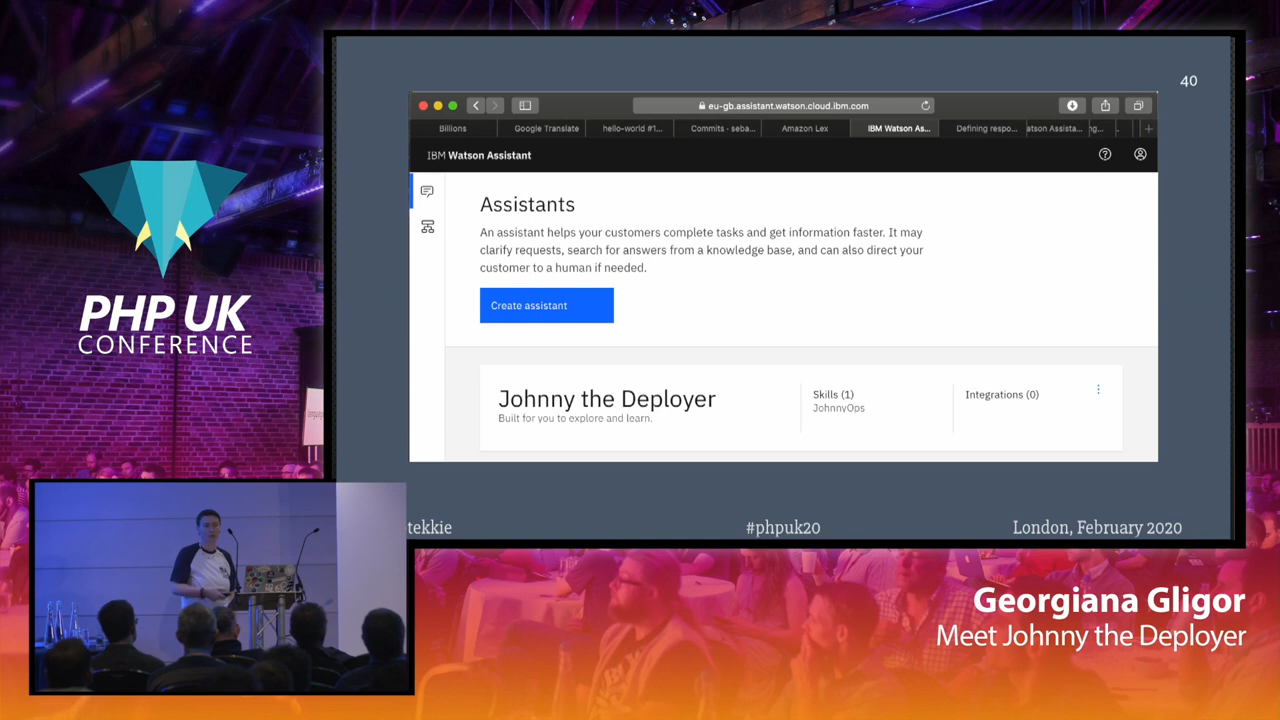 40
eu-gb.assistant.watson.cloud.ibm.com
Billions
Google Translate
hello-world #1...
Commits - seba...
Amazon Lex
IBM Watson As...
Defining respo...
atson Assista...
IBM Watson Assistant
Assistants
An assistant helps your customers complete tasks and get information faster. It may
clarify requests, search for answers from a knowledge base, and can also direct your
customer to a human if needed.
Create assistant
Johnny the Deployer
Built for you to explore and learn.
Skills (1)
JohnnyOps
Integrations (0)
tekkie
#phpuk20
London, February 2020
PHP UK
CONFERENCE
Georgiana Gligor
Meet Johnny the Deployer